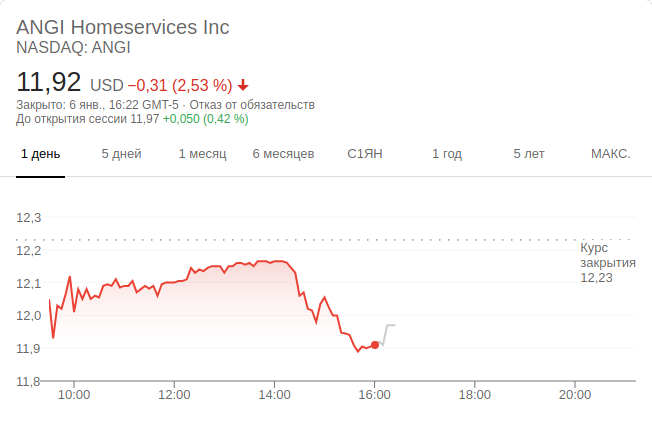 ANGI Homeservices Inc
NASDAQ: ANGI
11,92 USD −0,31 (2,53 %)
Закрыто: 6 янв., 16:22 GMT-5 · Отказ от обязательств
До открытия сессии 11,97 +0,050 (0,42 %)
1 день 5 дней 1 месяц 6 месяцев С1ЯН 1 год 5 лет МАКС.
12,3
12,2
Курс
закрытия
12,23
12,1
12,0
11,9
11,8
10:00 12:00 14:00 16:00 18:00 20:00